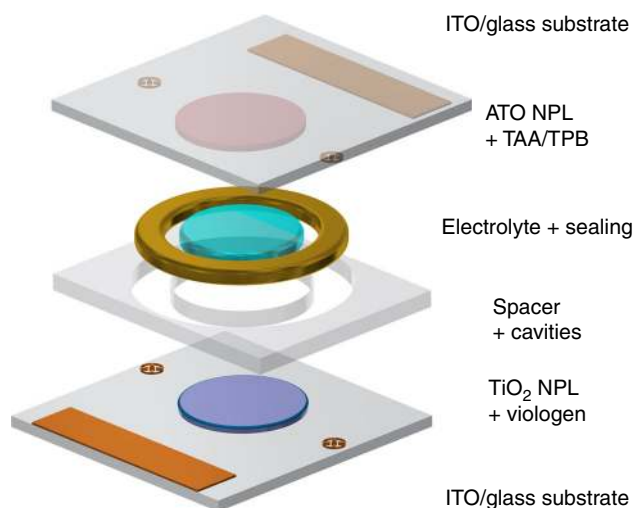 ITO/glass substrate
ATO NPL
+ TAA/TPB
Electrolyte + sealing
Spacer
+ cavities
TiO₂ NPL
+ viologen
ITO/glass substrate